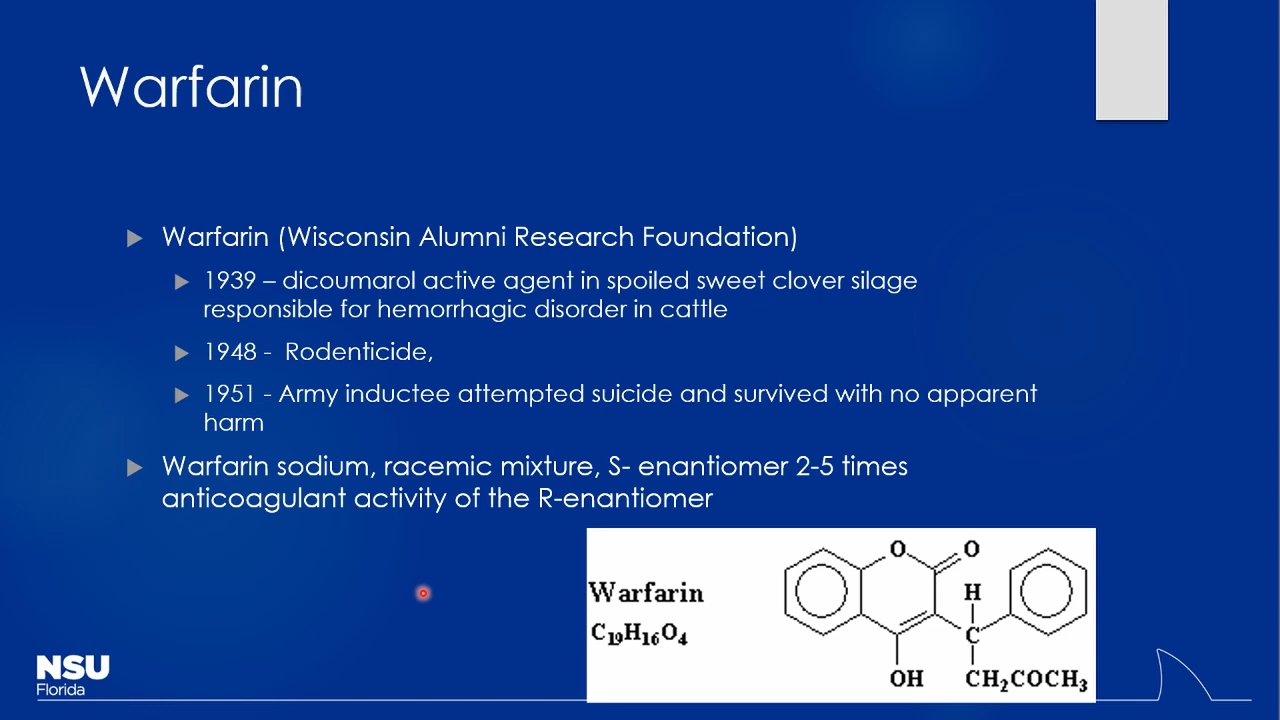 Warfarin
Warfarin (Wisconsin Alumni Research Foundation)
1939 – dicoumarol active agent in spoiled sweet clover silage
responsible for hemorrhagic disorder in cattle
1948 -  Rodenticide,
1951 - Army inductee attempted suicide and survived with no apparent
harm
Warfarin sodium, racemic mixture, S- enantiomer 2-5 times
anticoagulant activity of the R-enantiomer
Warfarin
C₁₉H₁₆O₄
O
O
H
C
OH
CH₂COCH₃
NSU
Florida